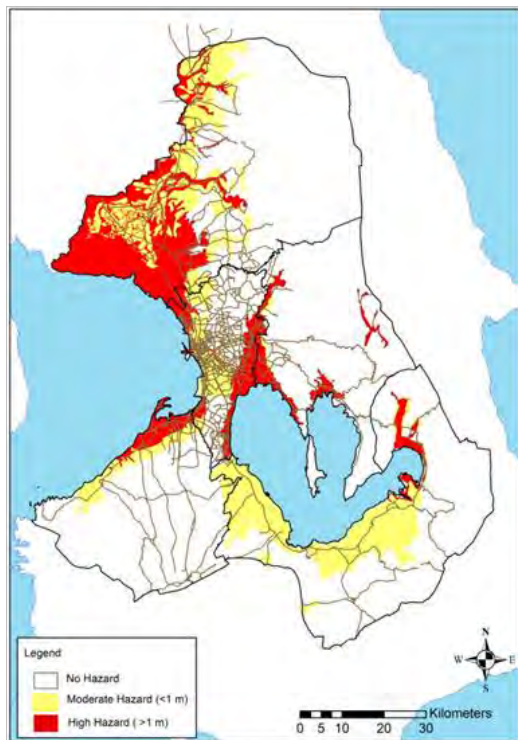 Legend
No Hazard
Moderate Hazard (<1 m)
High Hazard ( >1 m)
N
W E
S
0 5 10 20 30 Kilometers